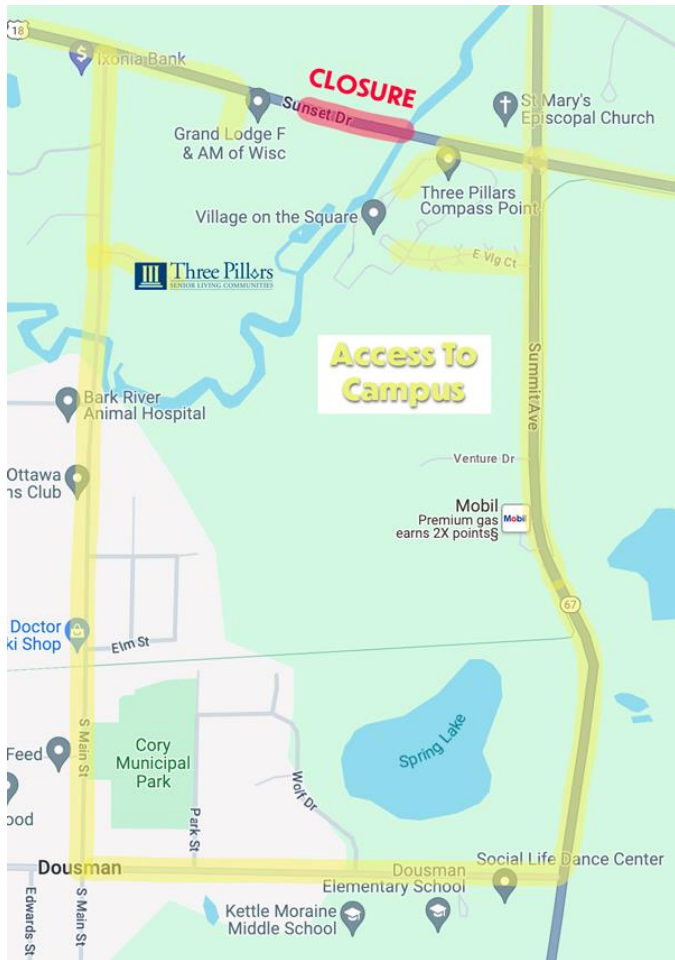 18
Ixonia Bank
CLOSURE
Sunset Dr
Grand Lodge F
& AM of Wisc
St Mary's
Episcopal Church
Three Pillars
Compass Point
Village on the Square
E Vlg Ct
Three Pillars
SENIOR LIVING COMMUNITIES
Access To
Campus
Summit Ave
Bark River
Animal Hospital
Ottawa
ns Club
Venture Dr
Mobil
Premium gas
earns 2X points§
Mobil
67
Doctor
ki Shop
Elm St
S Main St
Feed
Cory
Municipal
Park
Spring Lake
Park St
Wolf Dr
ood
Dousman
Social Life Dance Center
Dousman
Elementary School
Edwards St
S Main St
Kettle Moraine
Middle School